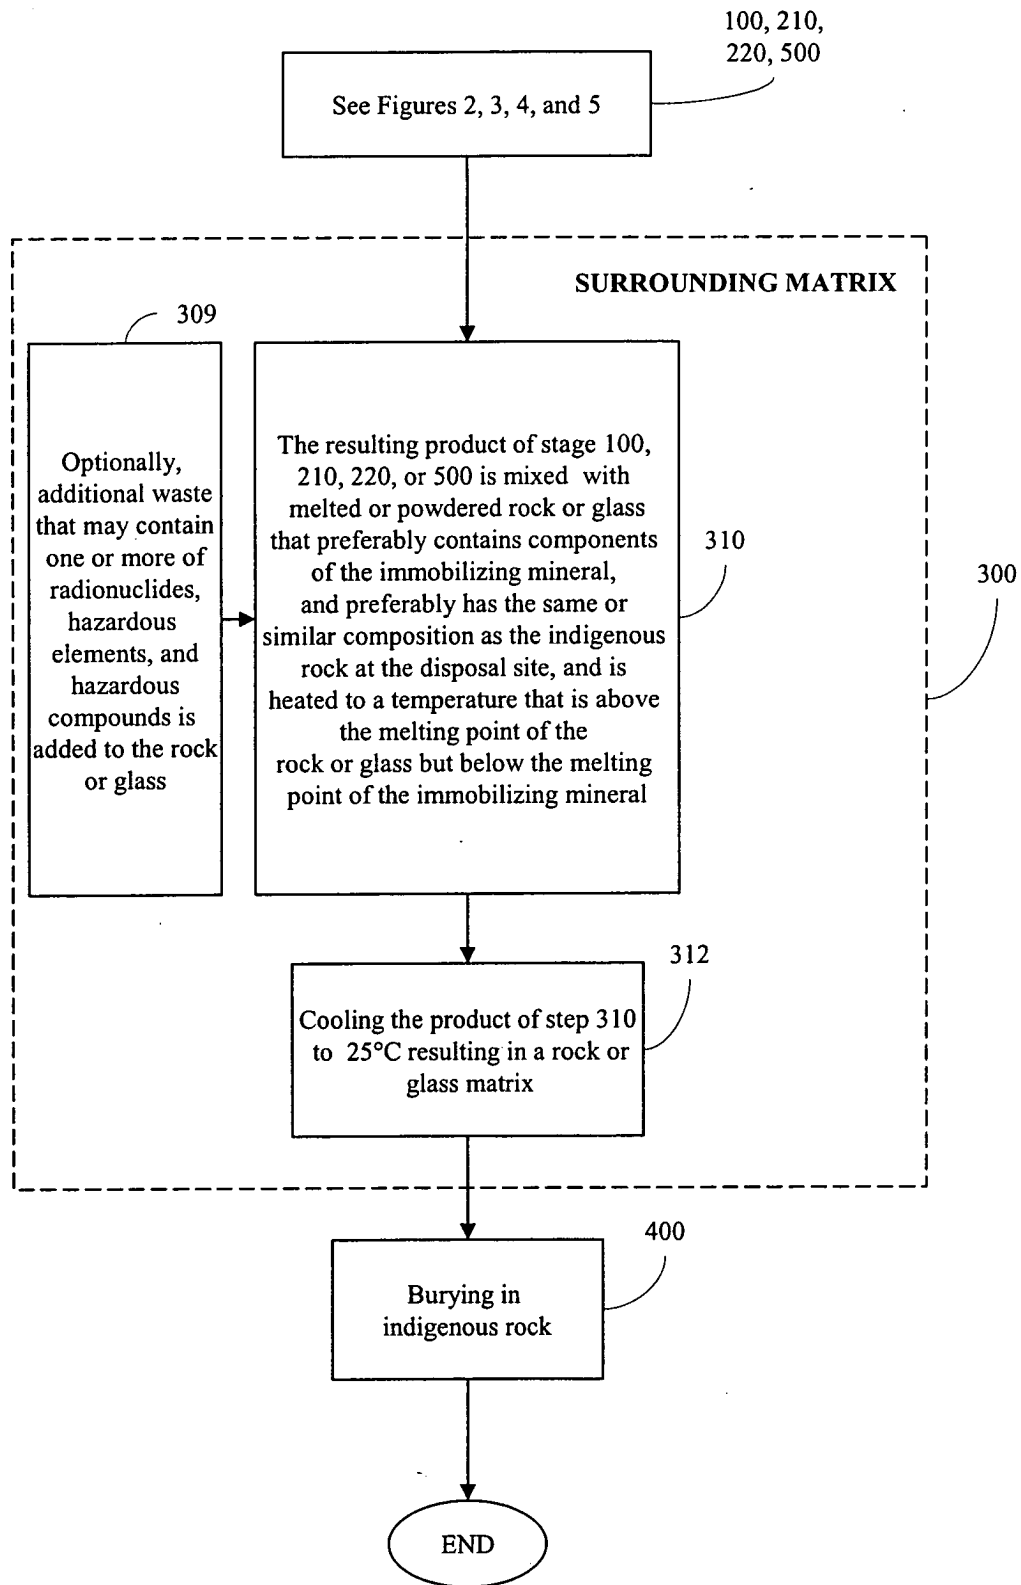 100, 210,
220, 500
See Figures 2, 3, 4, and 5
SURROUNDING MATRIX
309
Optionally,
additional waste
that may contain
one or more of
radionuclides,
hazardous
elements, and
hazardous
compounds is
added to the rock
or glass
The resulting product of stage 100,
210, 220, or 500 is mixed with
melted or powdered rock or glass
that preferably contains components
of the immobilizing mineral,
and preferably has the same or
similar composition as the indigenous
rock at the disposal site, and is
heated to a temperature that is above
the melting point of the
rock or glass but below the melting
point of the immobilizing mineral
310
300
312
Cooling the product of step 310
to 25°C resulting in a rock or
glass matrix
400
Burying in
indigenous rock
END